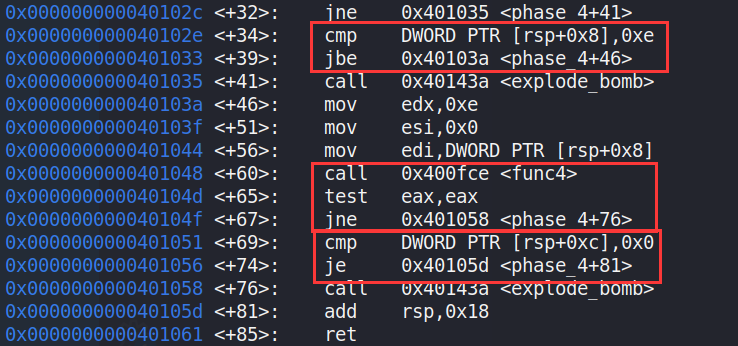 0x000000000040102c <+32>: jne 0x401035 <phase_4+41>
0x000000000040102e <+34>: cmp DWORD PTR [rsp+0x8],0xe
0x0000000000401033 <+39>: jbe 0x40103a <phase_4+46>
0x0000000000401035 <+41>: call 0x40143a <explode_bomb>
0x000000000040103a <+46>: mov edx,0xe
0x000000000040103f <+51>: mov esi,0x0
0x0000000000401044 <+56>: mov edi,DWORD PTR [rsp+0x8]
0x0000000000401048 <+60>: call 0x400fce <func4>
0x000000000040104d <+65>: test eax,eax
0x000000000040104f <+67>: jne 0x401058 <phase_4+76>
0x0000000000401051 <+69>: cmp DWORD PTR [rsp+0xc],0x0
0x0000000000401056 <+74>: je 0x40105d <phase_4+81>
0x0000000000401058 <+76>: call 0x40143a <explode_bomb>
0x000000000040105d <+81>: add rsp,0x18
0x0000000000401061 <+85>: ret